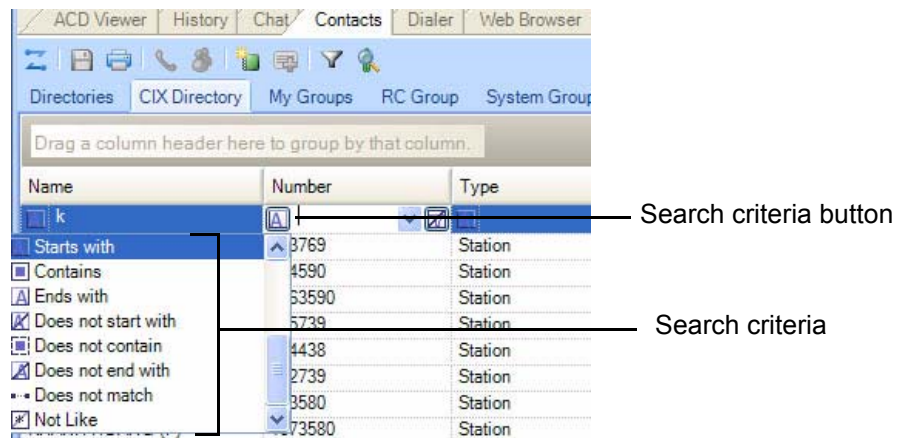 ACD Viewer History Chat Contacts Dialer Web Browser
Directories CIX Directory My Groups RC Group System Group
Drag a column header here to group by that column.
Name Number Type
k
Search criteria button
Starts with 3769 Station
Contains 4590 Station
Ends with 63590 Station
Does not start with 5739 Station
Search criteria
Does not contain 4438 Station
Does not end with 2739 Station
Does not match 3580 Station
Not Like 73580 Station